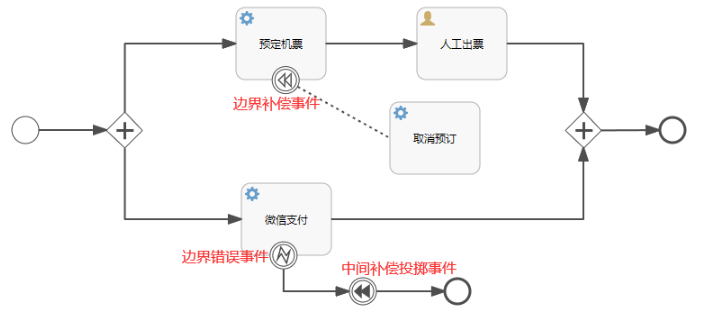 预定机票
人工出票
边界补偿事件
取消预订
微信支付
边界错误事件
中间补偿投掷事件